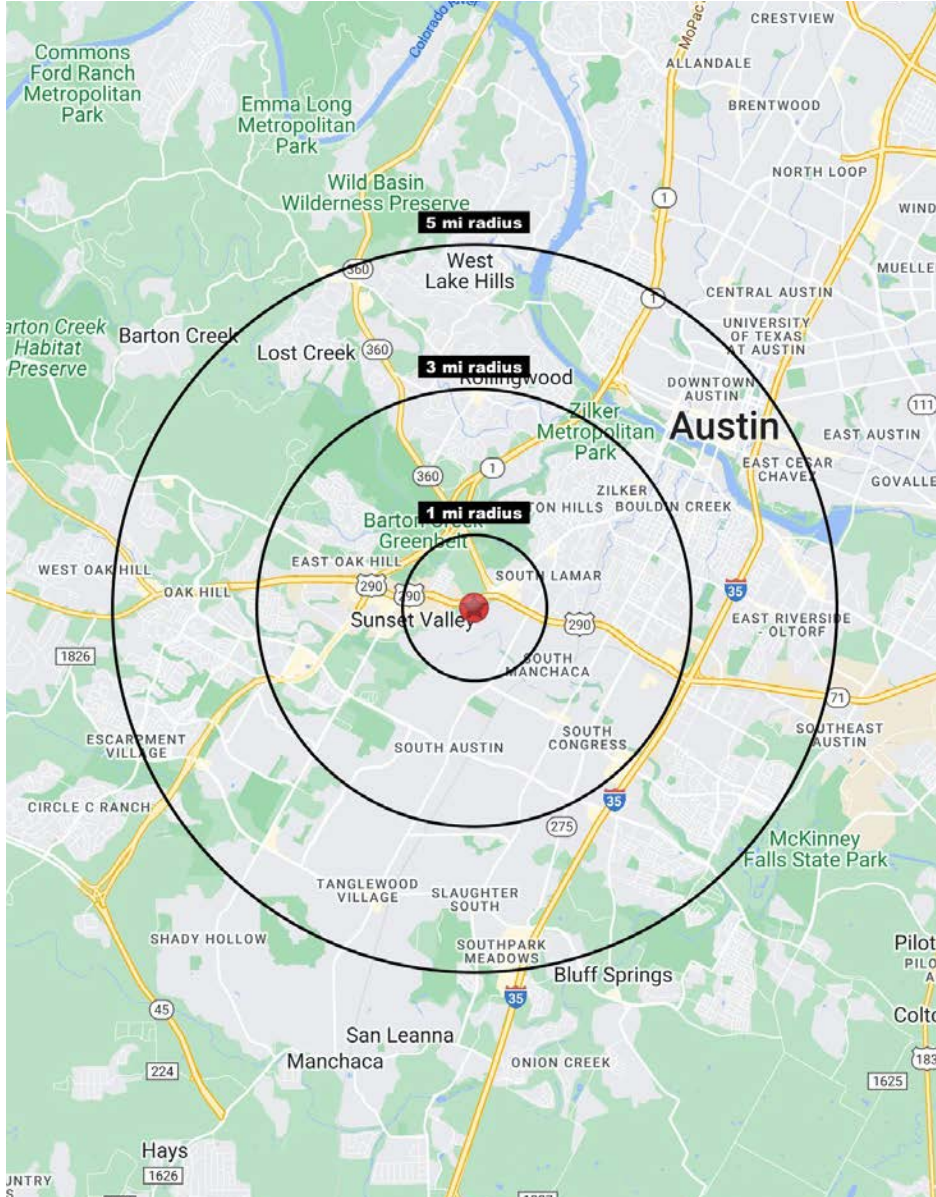 CRESTVIEW
MoPac
Colorado River
Commons
Ford Ranch
Metropolitan
Park
ALLANDALE
Emma Long
Metropolitan
Park
BRENTWOOD
NORTH LOOP
Wild Basin
Wilderness Preserve
1
WIND
5 mi radius
West
Lake Hills
360
MUELLE
1
CENTRAL AUSTIN
UNIVERSITY
OF TEXAS
AT AUSTIN
arton Creek
Habitat
Preserve
Barton Creek
Lost Creek
360
3 mi radius
Rollingwood
DOWNTOWN
AUSTIN
111
Zilker
Metropolitan
Park
Austin
EAST AUSTIN
EAST CESAR
CHAVEZ
1
360
GOVALLE
ZILKER
1 mi radius
TON HILLS
BOULDIN CREEK
Barton Creek
Greenbelt
EAST OAK HILL
WEST OAK HILL
SOUTH LAMAR
290
290
OAK HILL
35
Sunset Valley
290
EAST RIVERSIDE
- OLTORF
1826
SOUTH
MANCHACA
71
SOUTHEAST
AUSTIN
ESCARPMENT
VILLAGE
SOUTH AUSTIN
SOUTH
CONGRESS
CIRCLE C RANCH
35
275
McKinney
Falls State Park
TANGLEWOOD
VILLAGE
SLAUGHTER
SOUTH
SHADY HOLLOW
SOUTHPARK
MEADOWS
Pilot
PILO
A
Bluff Springs
35
45
Colto
San Leanna
Manchaca
ONION CREEK
183
224
1625
Hays
1626
UNTRY
S